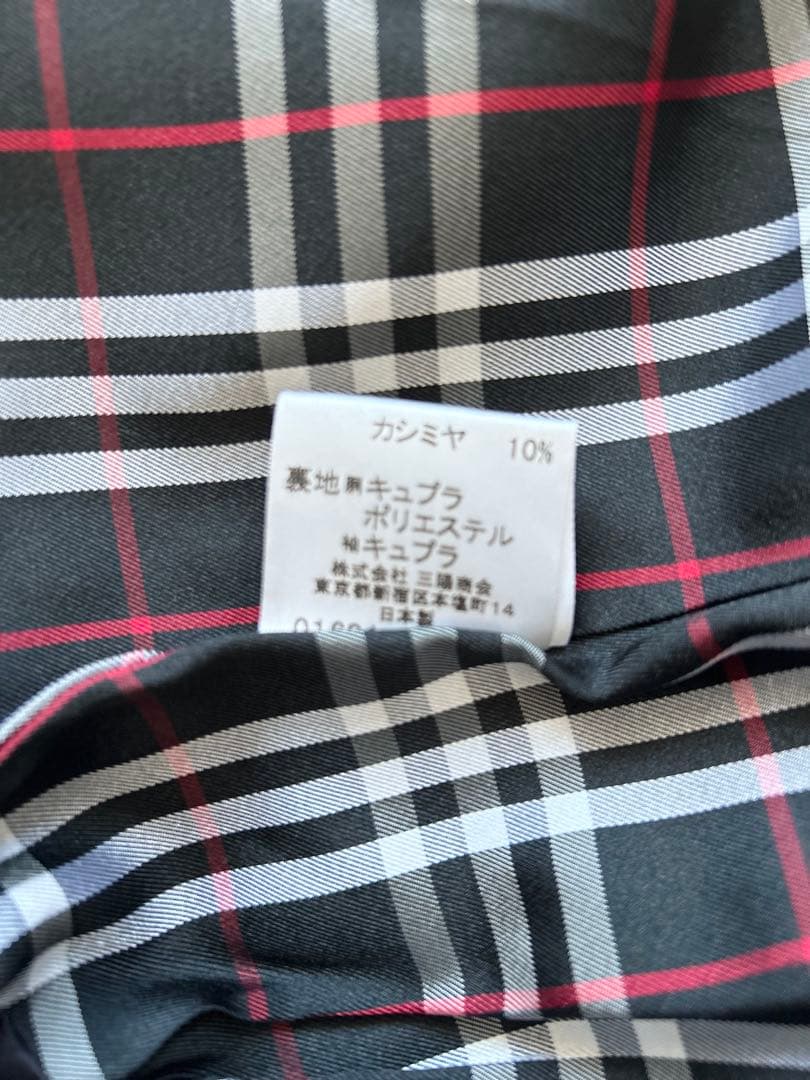 カシミヤ 10%
裏地 胴 キュプラ
ポリエステル
袖 キュプラ
株式会社 三陽商会
東京都新宿区本塩町14
日本製